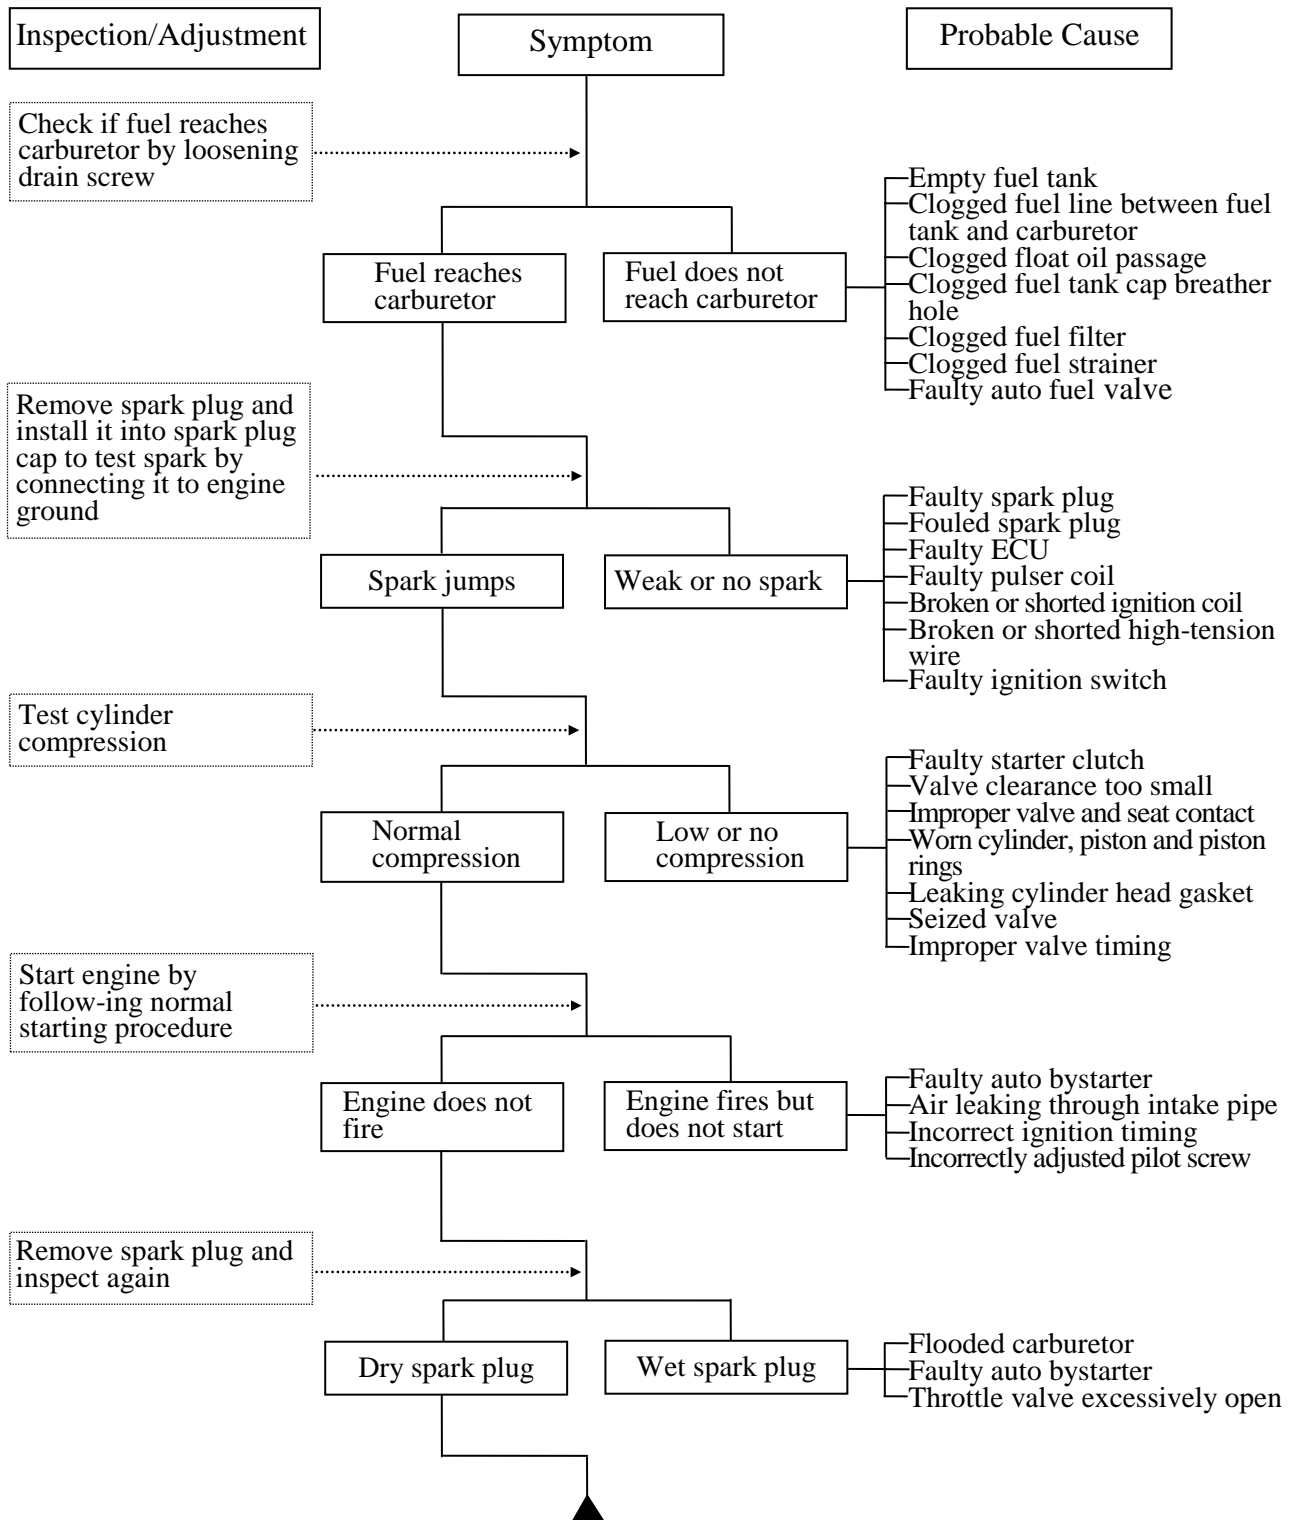 Inspection/Adjustment
Symptom
Probable Cause
Check if fuel reaches
carburetor by loosening
drain screw
Fuel reaches
carburetor
Fuel does not
reach carburetor
Empty fuel tank
Clogged fuel line between fuel
tank and carburetor
Clogged float oil passage
Clogged fuel tank cap breather
hole
Clogged fuel filter
Clogged fuel strainer
Faulty auto fuel valve
Remove spark plug and
install it into spark plug
cap to test spark by
connecting it to engine
ground
Spark jumps
Weak or no spark
Faulty spark plug
Fouled spark plug
Faulty ECU
Faulty pulser coil
Broken or shorted ignition coil
Broken or shorted high-tension
wire
Faulty ignition switch
Test cylinder
compression
Normal
compression
Low or no
compression
Faulty starter clutch
Valve clearance too small
Improper valve and seat contact
Worn cylinder, piston and piston
rings
Leaking cylinder head gasket
Seized valve
Improper valve timing
Start engine by
follow-ing normal
starting procedure
Engine does not
fire
Engine fires but
does not start
Faulty auto bystarter
Air leaking through intake pipe
Incorrect ignition timing
Incorrectly adjusted pilot screw
Remove spark plug and
inspect again
Dry spark plug
Wet spark plug
Flooded carburetor
Faulty auto bystarter
Throttle valve excessively open